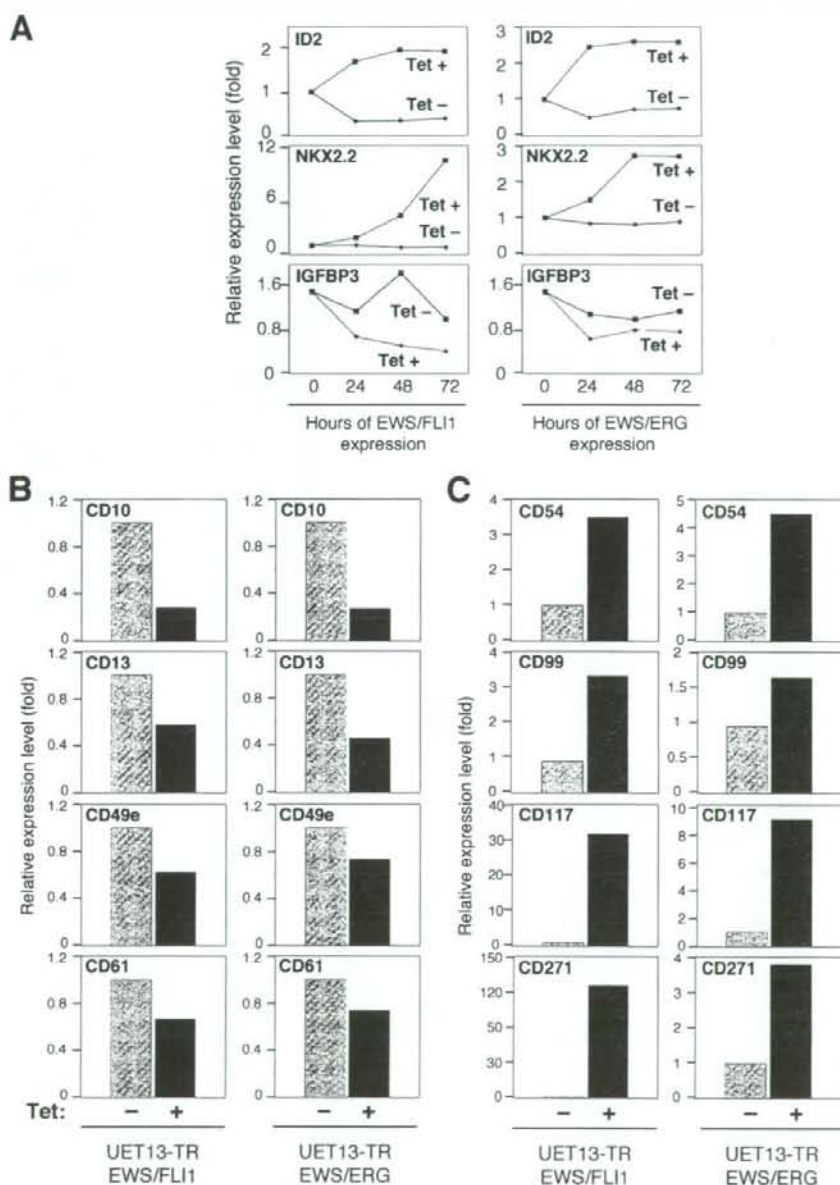 A
Relative expression level (fold)
ID2
2
1
0
Tet +
Tet –
ID2
3
2
1
0
Tet +
Tet –
NKX2.2
12
6
0
Tet +
Tet –
NKX2.2
3
2
1
0
Tet +
Tet –
IGFBP3
1.6
0.8
0
Tet –
Tet +
IGFBP3
1.6
0.8
0
Tet –
Tet +
0 24 48 72
0 24 48 72
Hours of EWS/FLI1
expression
Hours of EWS/ERG
expression
B
Relative expression level (fold)
CD10
1.2
0.8
0.4
0
CD10
1.2
0.8
0.4
0
CD13
1.2
0.8
0.4
0
CD13
1.2
0.8
0.4
0
CD49e
1.2
0.8
0.4
0
CD49e
1.2
0.8
0.4
0
CD61
1.2
0.8
0.4
0
CD61
1.2
0.8
0.4
0
Tet: – + – +
UET13-TR
EWS/FLI1
UET13-TR
EWS/ERG
C
Relative expression level (fold)
CD54
4
3
2
1
0
CD54
5
4
3
2
1
0
CD99
4
3
2
1
0
CD99
2
1.5
1
0.5
0
CD117
40
30
20
10
0
CD117
10
8
6
4
2
0
CD271
150
120
50
30
0
CD271
4
3
2
1
0
– + – +
UET13-TR
EWS/FLI1
UET13-TR
EWS/ERG